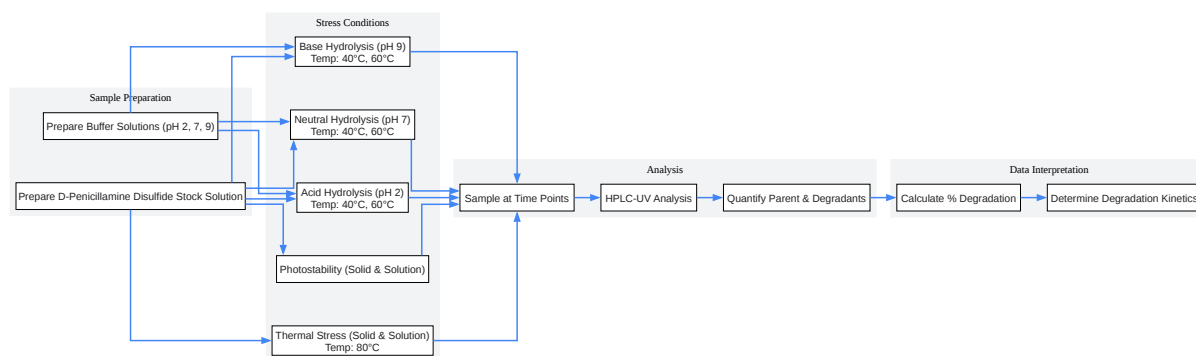 Stress Conditions
Base Hydrolysis (pH 9)
Temp: 40°C, 60°C
Sample Preparation
Prepare Buffer Solutions (pH 2, 7, 9)
Neutral Hydrolysis (pH 7)
Temp: 40°C, 60°C
Prepare D-Penicillamine Disulfide Stock Solution
Acid Hydrolysis (pH 2)
Temp: 40°C, 60°C
Photostability (Solid & Solution)
Thermal Stress (Solid & Solution)
Temp: 80°C
Analysis
Sample at Time Points
HPLC-UV Analysis
Quantify Parent & Degradants
Data Interpretation
Calculate % Degradation
Determine Degradation Kinetics